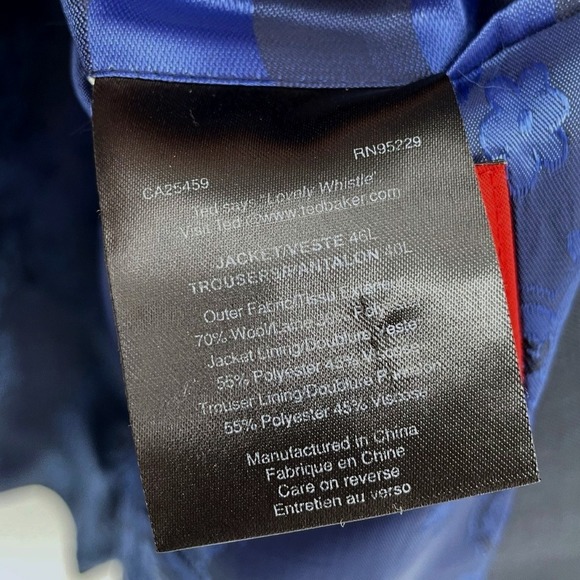 CA25459 RN95229
Ted says "Lovely Whistle"
Visit Ted @www.tedbaker.com
JACKET/VESTE 46L
TROUSERS/PANTALON 40L
Outer Fabric/Tissu
70% Wool/Laine 30%
Jacket Lining/Doublure Veste
55% Polyester 45% Viscose
Trouser Lining/Doublure Pantalon
55% Polyester 45% Viscose
Manufactured in China
Fabrique en Chine
Care on reverse
Entretien au verso